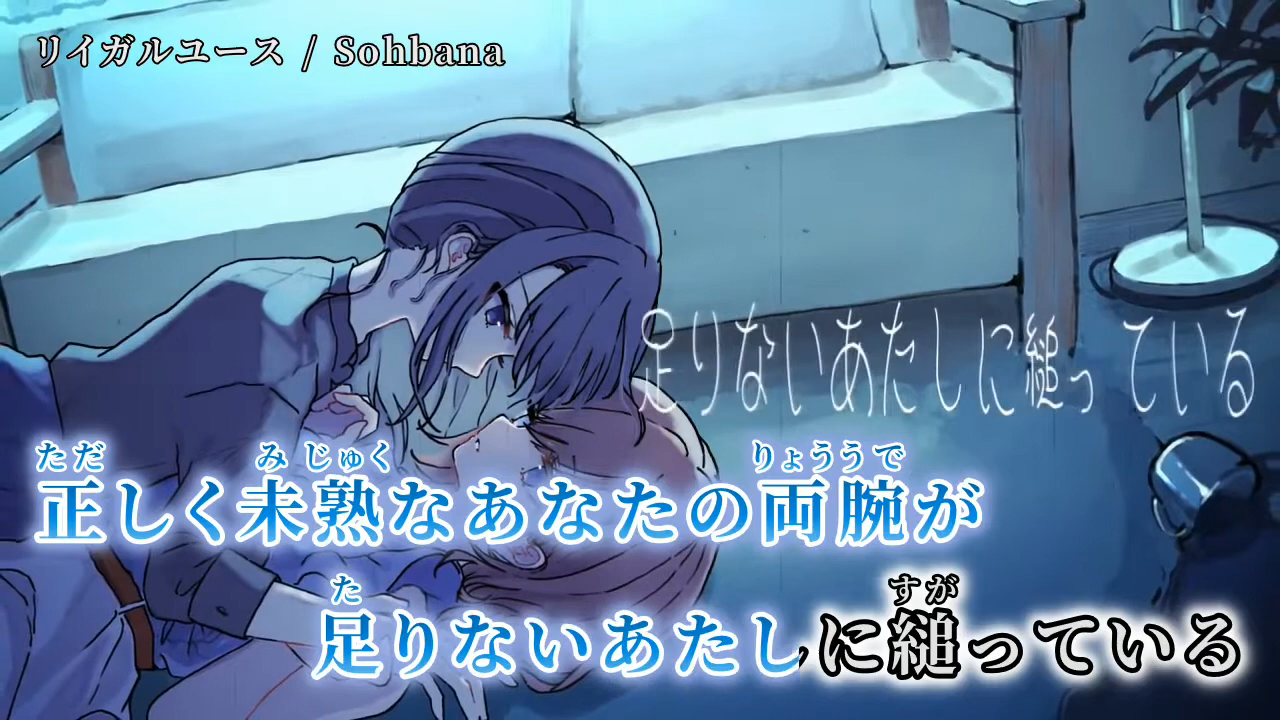 リイガルユース / Sohbana
足りないあたしに縋っている
ただ みじゅく りょううで
正しく未熟なあなたの両腕が
た すが
足りないあたしに縋っている